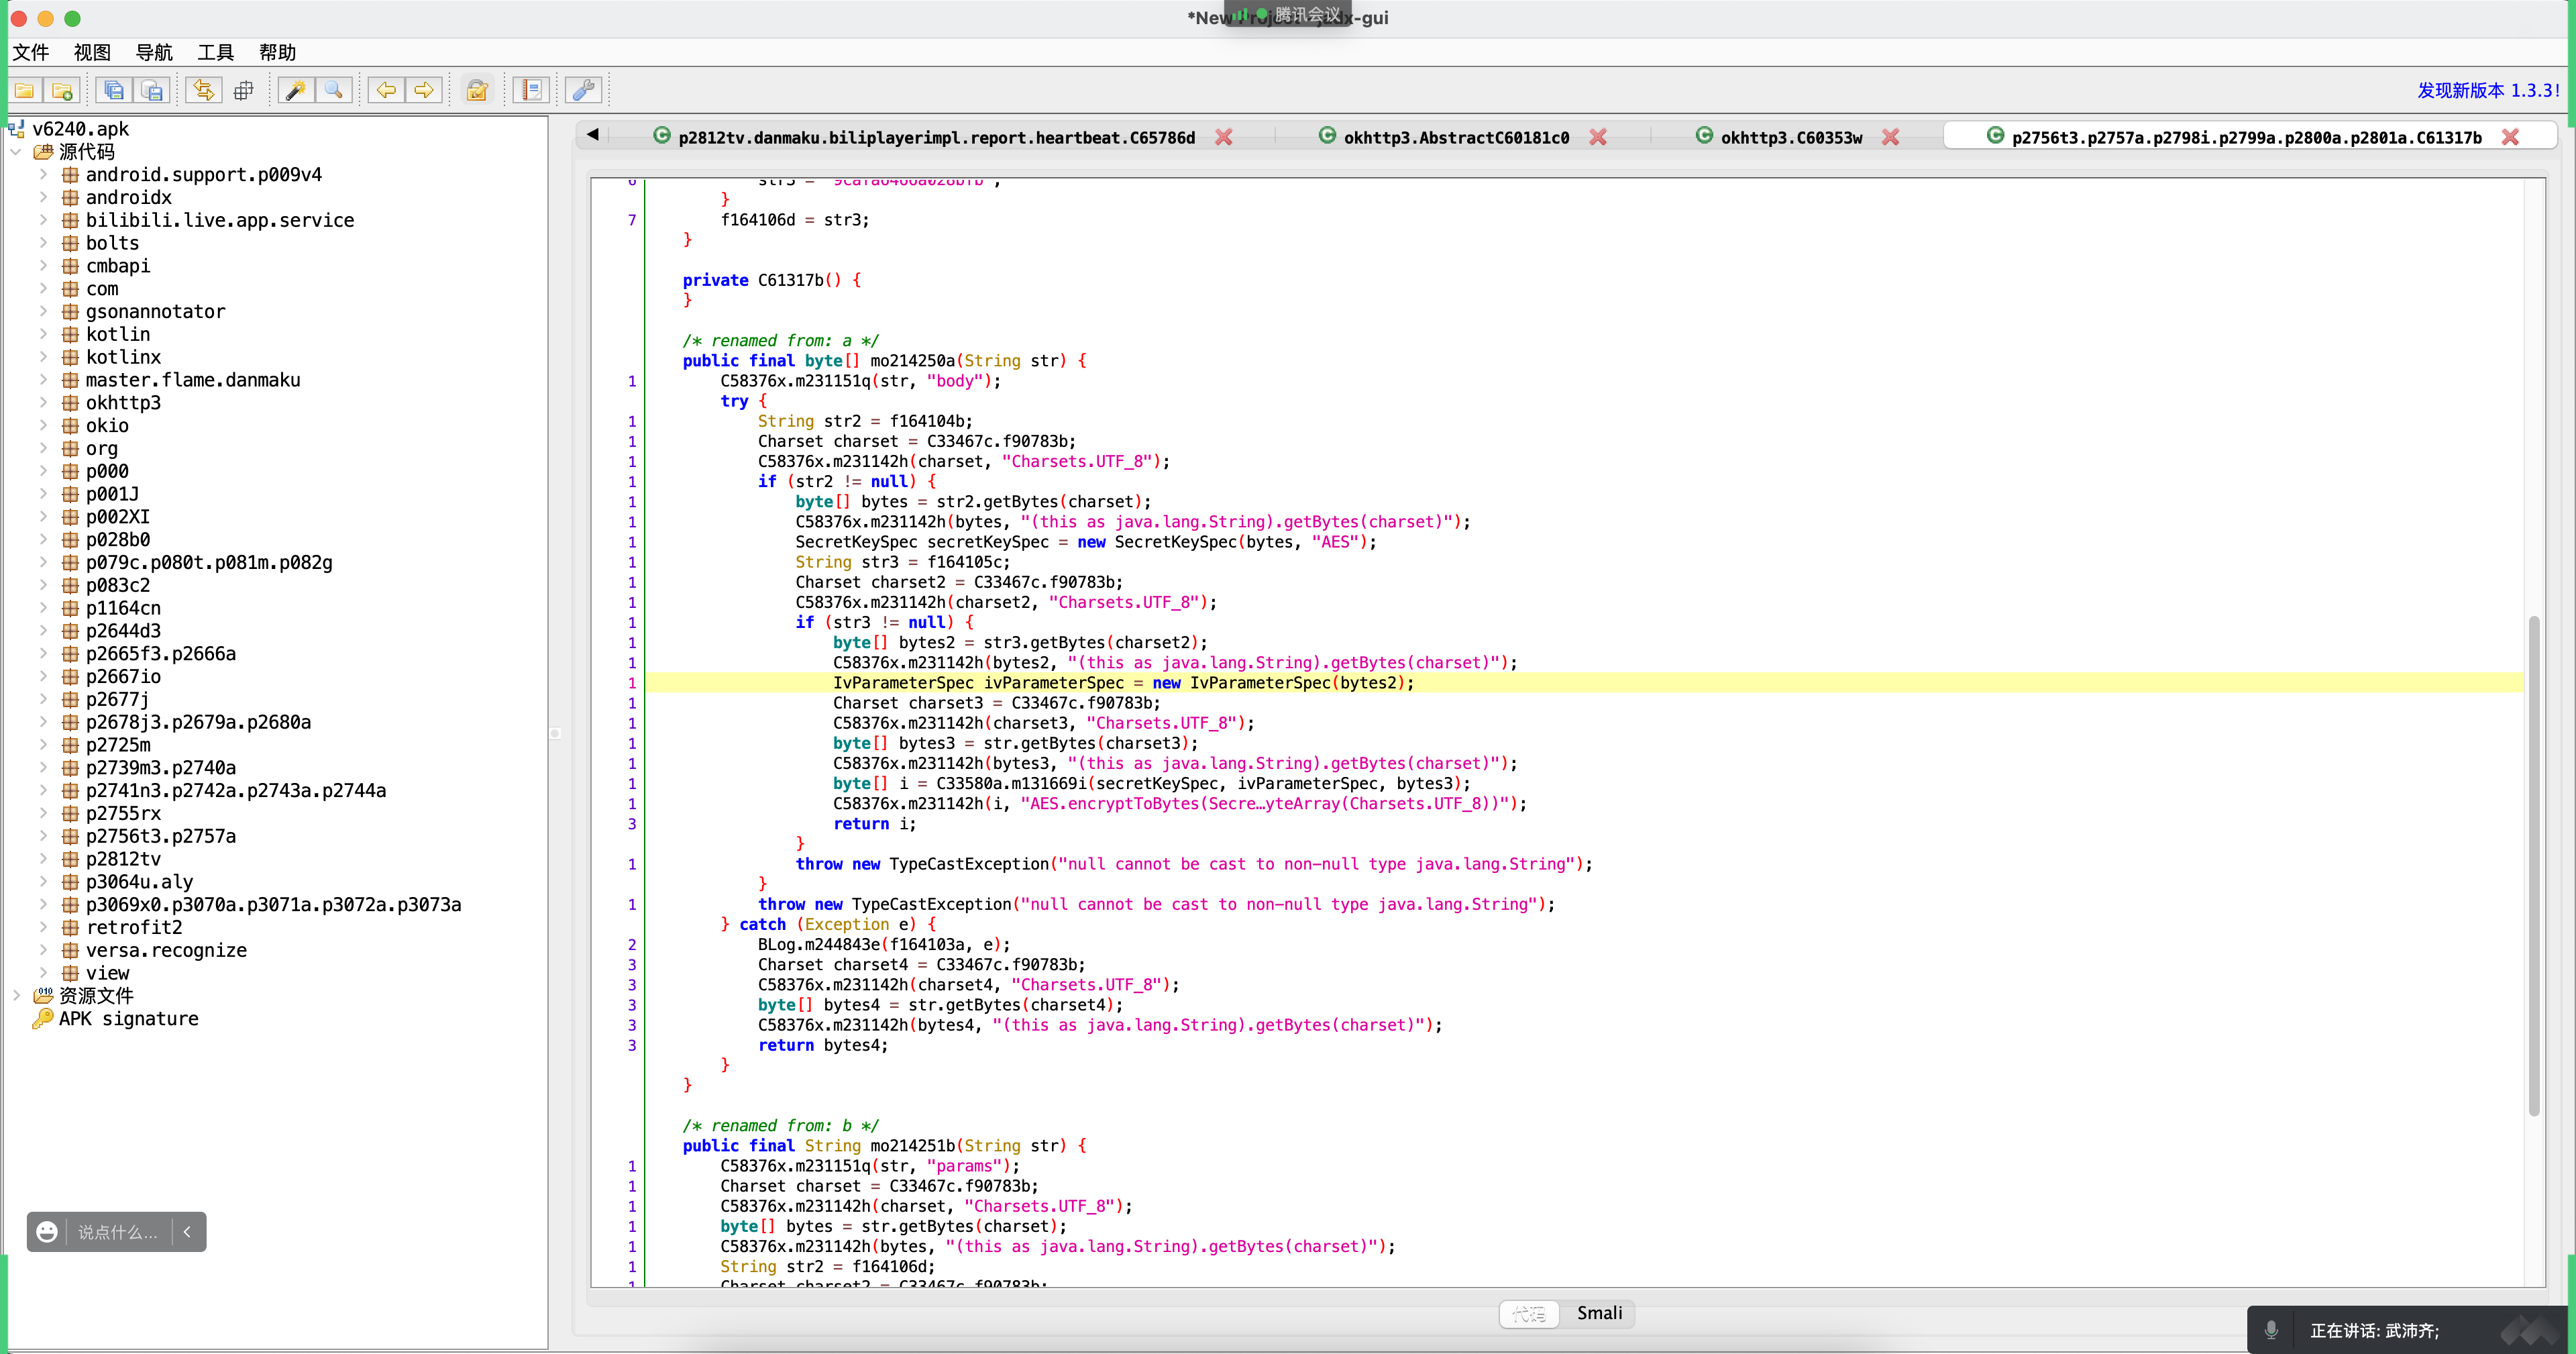 *New
腾讯会议
x-gui
文件 视图 导航 工具 帮助
发现新版本 1.3.3!
v6240.apk
源代码
android.support.p009v4
androidx
bilibili.live.app.service
bolts
cmbapi
com
gsonannotator
kotlin
kotlinx
master.flame.danmaku
okhttp3
okio
org
p000
p001J
p002XI
p028b0
p079c.p080t.p081m.p082g
p083c2
p1164cn
p2644d3
p2665f3.p2666a
p2667io
p2677j
p2678j3.p2679a.p2680a
p2725m
p2739m3.p2740a
p2741n3.p2742a.p2743a.p2744a
p2755rx
p2756t3.p2757a
p2812tv
p3064u.aly
p3069x0.p3070a.p3071a.p3072a.p3073a
retrofit2
versa.recognize
view
资源文件
APK signature
说点什么...
p2812tv.danmaku.biliplayerimpl.report.heartbeat.C65786d okhttp3.AbstractC60181c0 okhttp3.C60353w p2756t3.p2757a.p2798i.p2799a.p2800a.p2801a.C61317b
6 str3 = "9cafa6466a028bfb";
}
7 f164106d = str3;
}
private C61317b() {
}
/* renamed from: a */
public final byte[] mo214250a(String str) {
1 C58376x.m231151q(str, "body");
try {
1 String str2 = f164104b;
1 Charset charset = C33467c.f90783b;
1 C58376x.m231142h(charset, "Charsets.UTF_8");
1 if (str2 != null) {
1 byte[] bytes = str2.getBytes(charset);
1 C58376x.m231142h(bytes, "(this as java.lang.String).getBytes(charset)");
1 SecretKeySpec secretKeySpec = new SecretKeySpec(bytes, "AES");
1 String str3 = f164105c;
1 Charset charset2 = C33467c.f90783b;
1 C58376x.m231142h(charset2, "Charsets.UTF_8");
1 if (str3 != null) {
1 byte[] bytes2 = str3.getBytes(charset2);
1 C58376x.m231142h(bytes2, "(this as java.lang.String).getBytes(charset)");
1 IvParameterSpec ivParameterSpec = new IvParameterSpec(bytes2);
1 Charset charset3 = C33467c.f90783b;
1 C58376x.m231142h(charset3, "Charsets.UTF_8");
1 byte[] bytes3 = str.getBytes(charset3);
1 C58376x.m231142h(bytes3, "(this as java.lang.String).getBytes(charset)");
1 byte[] i = C33580a.m131669i(secretKeySpec, ivParameterSpec, bytes3);
1 C58376x.m231142h(i, "AES.encryptToBytes(Secre…yteArray(Charsets.UTF_8))");
3 return i;
}
1 throw new TypeCastException("null cannot be cast to non-null type java.lang.String");
}
1 throw new TypeCastException("null cannot be cast to non-null type java.lang.String");
} catch (Exception e) {
2 BLog.m244843e(f164103a, e);
3 Charset charset4 = C33467c.f90783b;
3 C58376x.m231142h(charset4, "Charsets.UTF_8");
3 byte[] bytes4 = str.getBytes(charset4);
3 C58376x.m231142h(bytes4, "(this as java.lang.String).getBytes(charset)");
3 return bytes4;
}
}
/* renamed from: b */
public final String mo214251b(String str) {
1 C58376x.m231151q(str, "params");
1 Charset charset = C33467c.f90783b;
1 C58376x.m231142h(charset, "Charsets.UTF_8");
1 byte[] bytes = str.getBytes(charset);
1 C58376x.m231142h(bytes, "(this as java.lang.String).getBytes(charset)");
1 String str2 = f164106d;
1 Charset charset2 = C33467c.f90783b;
代码 Smali
正在讲话: 武沛齐;